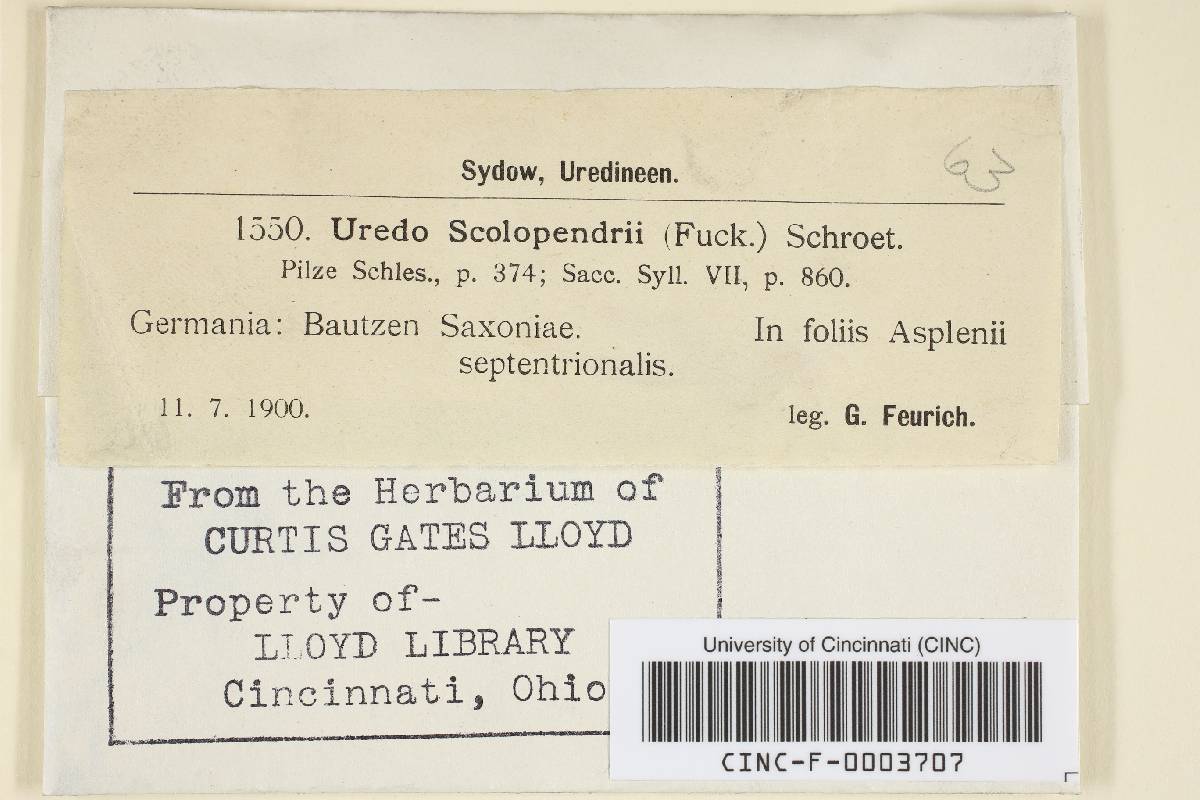 Sydow, Uredineen.
63
1550. Uredo Scolopendrii (Fuck.) Schroet.
Pilze Schles., p. 374; Sacc. Syll. VII, p. 860.
Germania: Bautzen Saxoniae. In foliis Asplenii
septentrionalis.
11. 7. 1900. leg. G. Feurich.
From the Herbarium of
CURTIS GATES LLOYD
Property of-
LLOYD LIBRARY
Cincinnati, Ohio
University of Cincinnati (CINC)
CINC-F-0003707